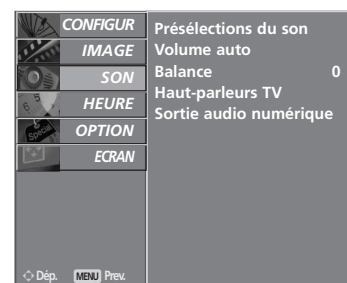 CONFIGUR
IMAGE
SON
HEURE
OPTION
ECRAN
Présélections du son
Volume auto
Balance 0
Haut-parleurs TV
Sortie audio numérique
Dép. MENU Prev.